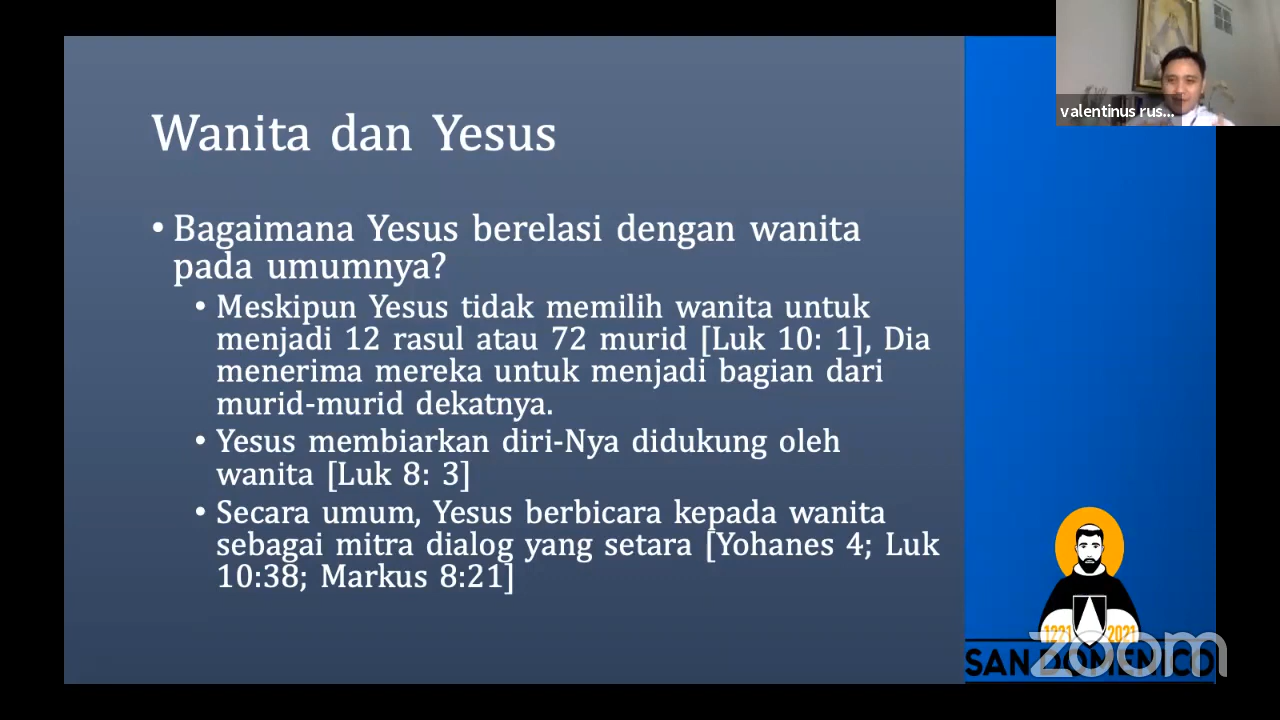 valentinus rus...
Wanita dan Yesus
• Bagaimana Yesus berelasi dengan wanita
pada umumnya?
• Meskipun Yesus tidak memilih wanita untuk
menjadi 12 rasul atau 72 murid [Luk 10: 1], Dia
menerima mereka untuk menjadi bagian dari
murid-murid dekatnya.
• Yesus membiarkan diri-Nya didukung oleh
wanita [Luk 8: 3]
• Secara umum, Yesus berbicara kepada wanita
sebagai mitra dialog yang setara [Yohanes 4; Luk
10:38; Markus 8:21]
1221 2021
zoom
SAN DOMENICO